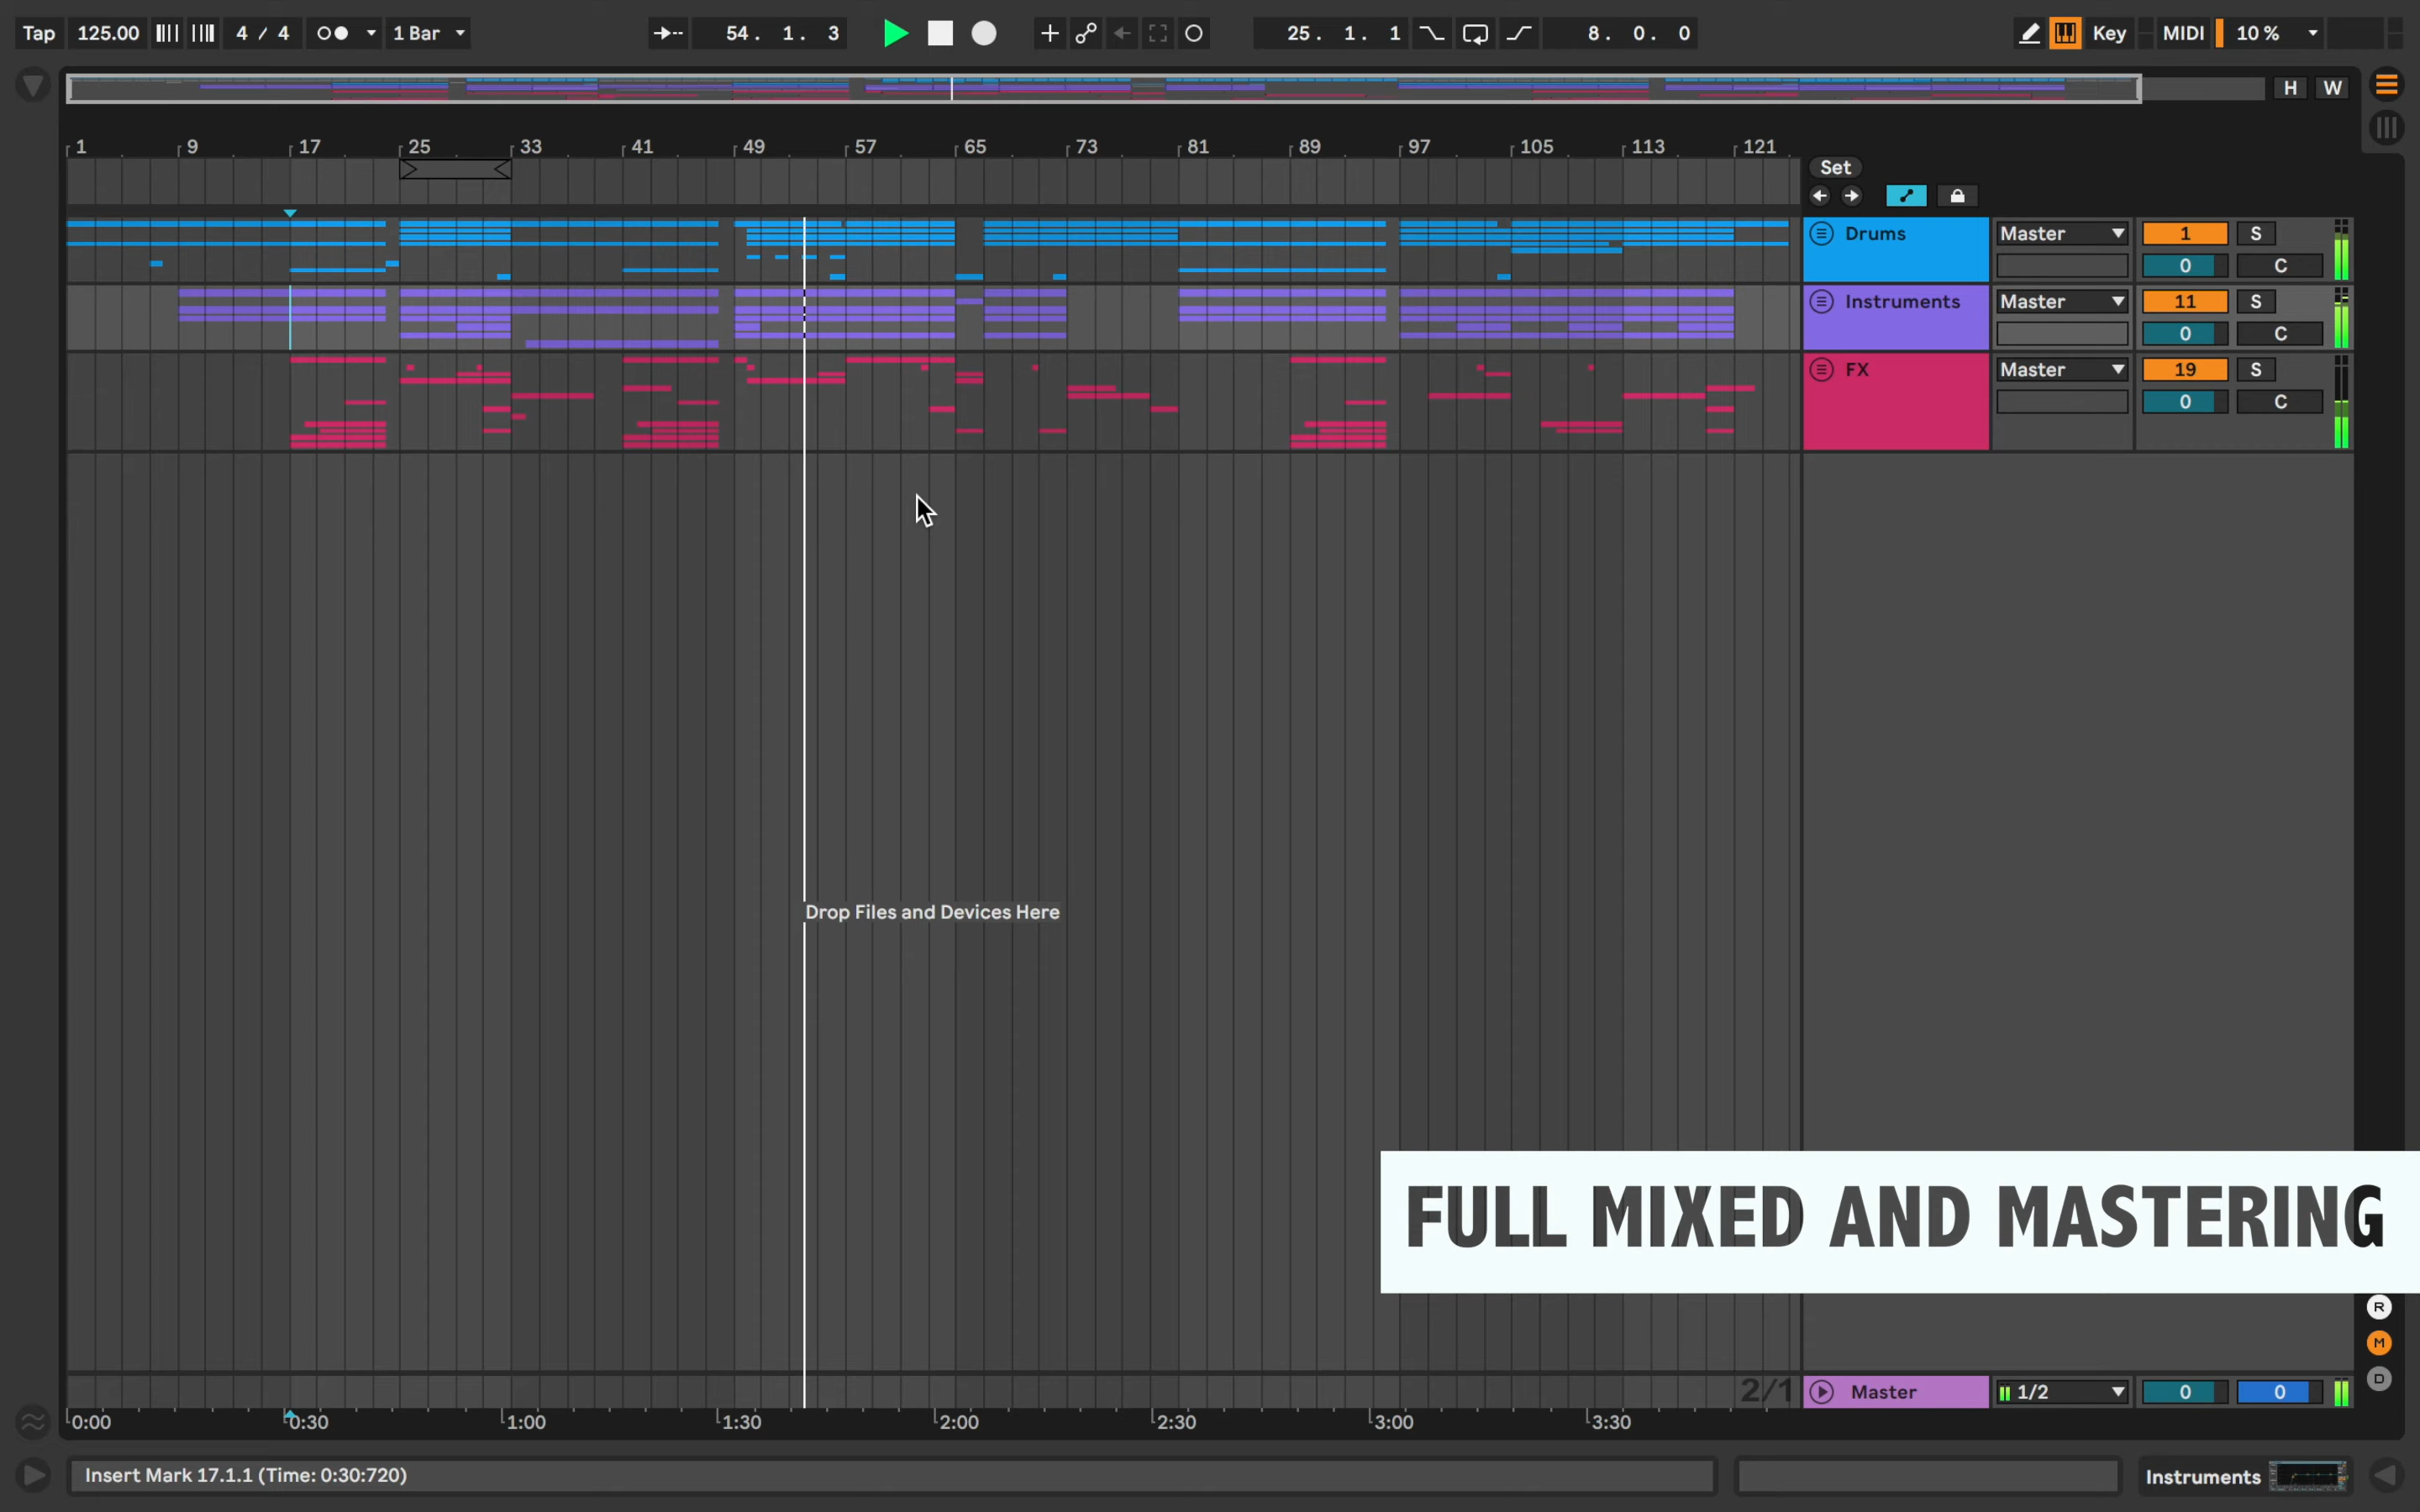 Tap 125.00 4 / 4 1 Bar 54. 1. 3 25. 1. 1 8. 0. 0 Key MIDI 10 %
H W
1 9 17 25 33 41 49 57 65 73 81 89 97 105 113 121
Set
Drums Master 1 S
0 C
Instruments Master 11 S
0 C
FX Master 19 S
0 C
Drop Files and Devices Here
FULL MIXED AND MASTERING
R
M
D
2/1 Master 1/2 0 0
0:00 0:30 1:00 1:30 2:00 2:30 3:00 3:30
Insert Mark 17.1.1 (Time: 0:30:720) Instruments